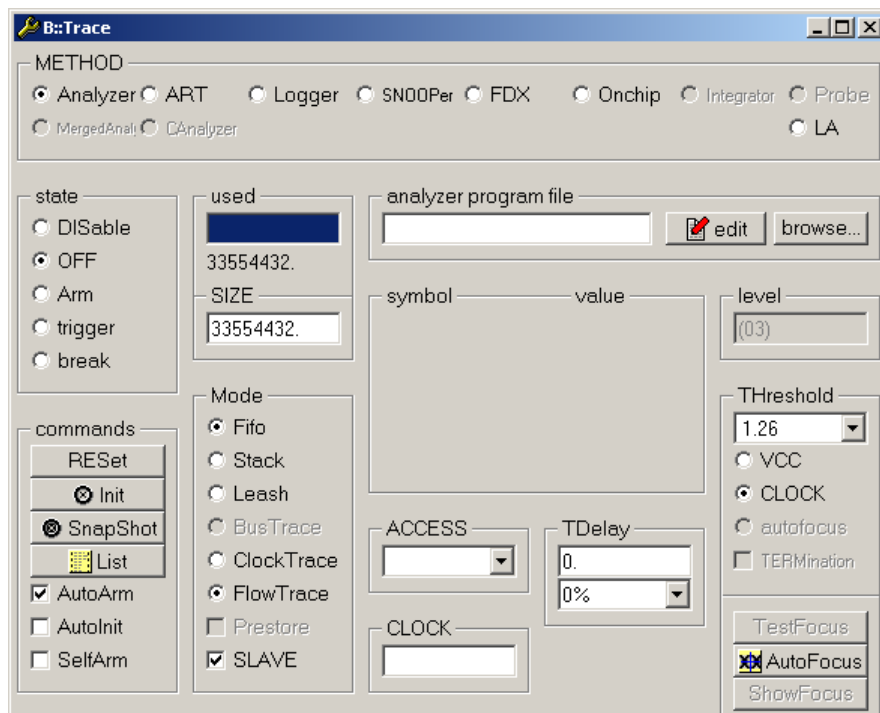 B::Trace
METHOD
Analyzer ART Logger SNOOPer FDX Onchip Integrator Probe
MergedAnaly CAnalyzer LA
state
DISable
OFF
Arm
trigger
break
used
33554432.
SIZE
33554432.
analyzer program file
edit browse...
symbol value
level
(03)
commands
RESet
Init
SnapShot
List
AutoArm
AutoInit
SelfArm
Mode
Fifo
Stack
Leash
BusTrace
ClockTrace
FlowTrace
Prestore
SLAVE
ACCESS
CLOCK
TDelay
0.
0%
THreshold
1.26
VCC
CLOCK
autofocus
TERMination
TestFocus
AutoFocus
ShowFocus